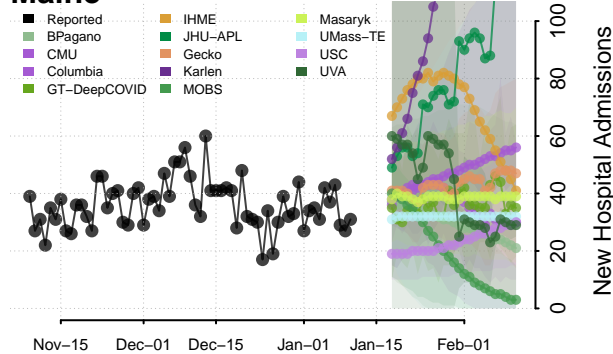 Maine
Reported IHME Masaryk
BPagano JHU−APL UMass−TE
CMU Gecko USC
Columbia Karlen UVA
GT−DeepCOVID MOBS
100
80
60
40
20
0
New Hospital Admissions
Nov−15 Dec−01 Dec−15 Jan−01 Jan−15 Feb−01